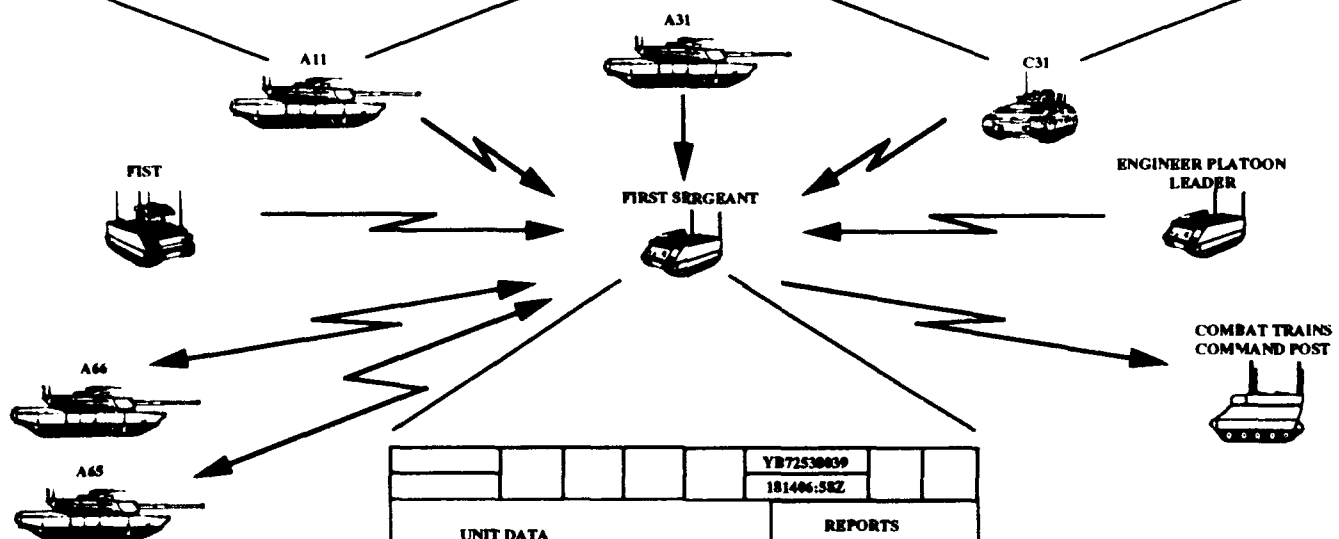 A31
A11
C31
FIST
ENGINEER PLATOON
LEADER
FIRST SERGEANT
COMBAT TRAINS
COMMAND POST
A66
A65
YB72530039
181406:58Z
UNIT DATA
REPORTS